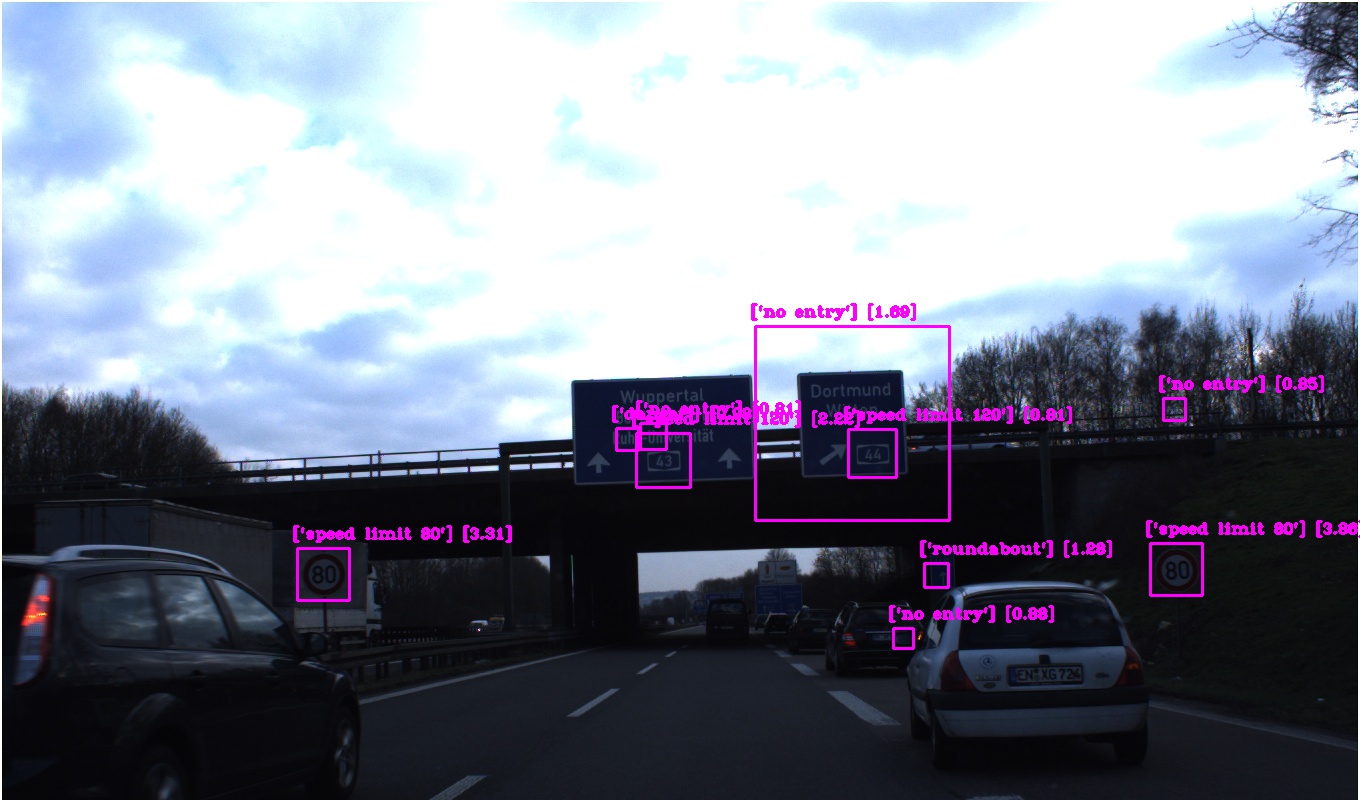 ['no entry'] [1.69]
Wuppertal
Dortmund
['no entry'] [0.85]
['no entry'] [0.81]
['speed limit 120'] [0.81]
limit 120'] [2.22]
Ruhr-Universität
43
44
['speed limit 80'] [3.31]
['speed limit 80'] [3.86
80
80
['roundabout'] [1.28]
['no entry'] [0.88]
EN XG 724